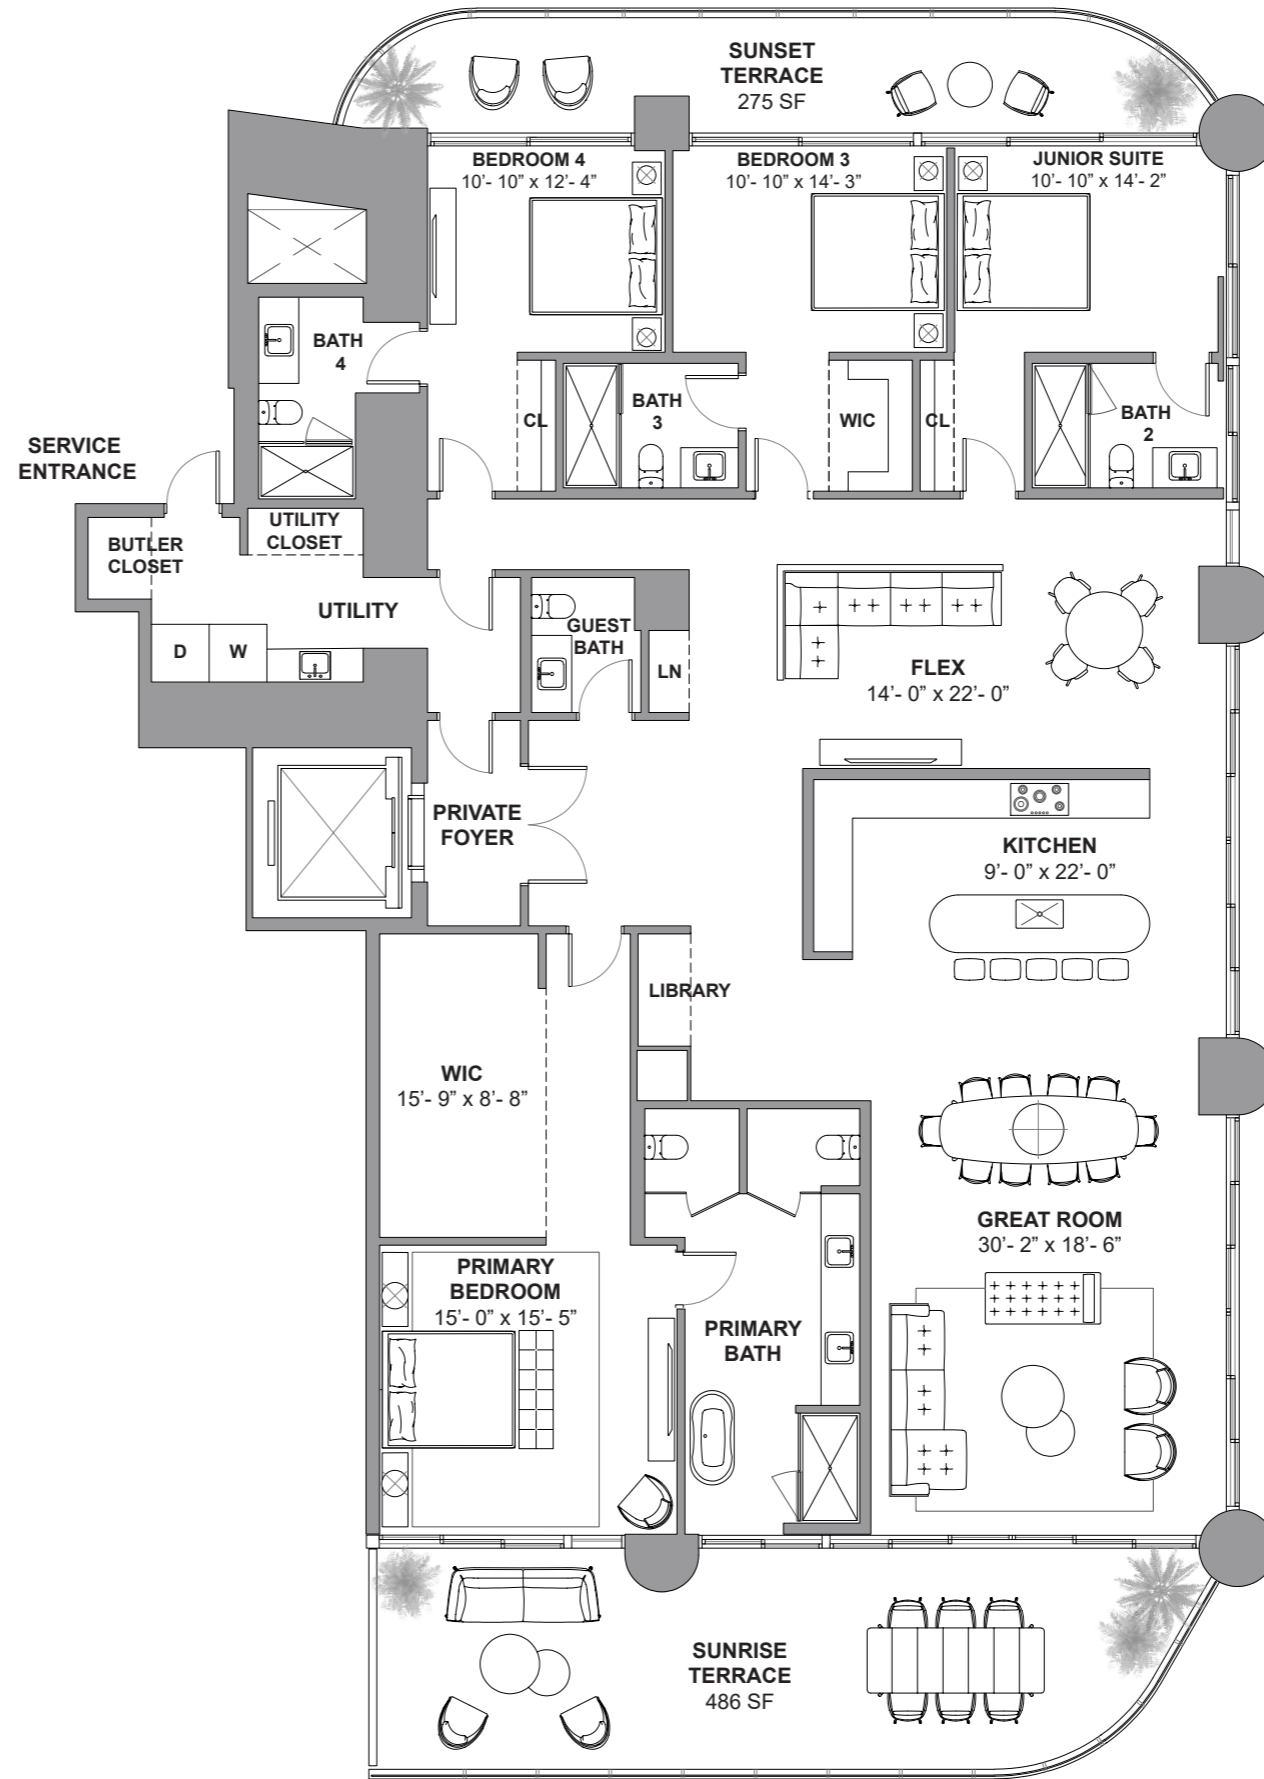 SUNSET
TERRACE
275 SF
BEDROOM 4
10'- 10" x 12'- 4"
BEDROOM 3
10'- 10" x 14'- 3"
JUNIOR SUITE
10'- 10" x 14'- 2"
BATH
4
CL
BATH
3
WIC
CL
BATH
2
SERVICE
ENTRANCE
BUTLER
CLOSET
UTILITY
CLOSET
UTILITY
D
W
GUEST
BATH
LN
FLEX
14'- 0" x 22'- 0"
PRIVATE
FOYER
KITCHEN
9'- 0" x 22'- 0"
LIBRARY
WIC
15'- 9" x 8'- 8"
GREAT ROOM
30'- 2" x 18'- 6"
PRIMARY
BEDROOM
15'- 0" x 15'- 5"
PRIMARY
BATH
SUNRISE
TERRACE
486 SF